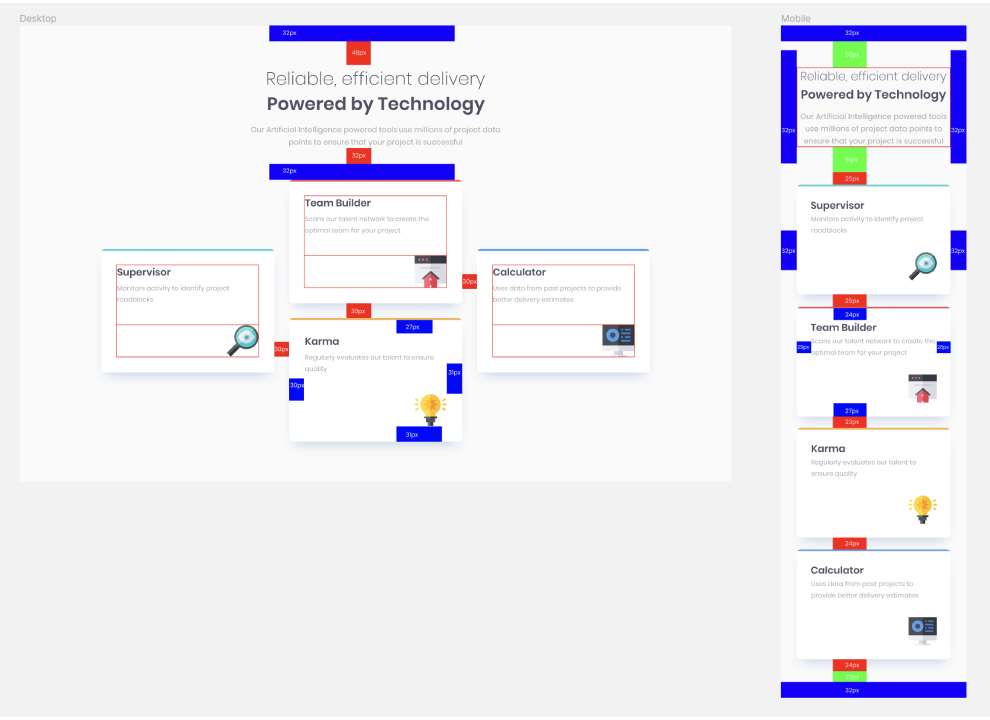 Desktop
32px
48px
Reliable, efficient delivery
Powered by Technology
Our Artificial Intelligence powered tools use millions of project data
points to ensure that your project is successful
32px
32px
Team Builder
Scans our talent network to create the
optimal team for your project
Supervisor
Monitors activity to identify project
roadblocks
30px
30px
Calculator
Uses data from past projects to provide
better delivery estimates
30px
27px
Karma
Regularly evaluates our talent to ensure
quality
30px
31px
31px
Mobile
32px
50px
Reliable, efficient delivery
Powered by Technology
Our Artificial Intelligence powered tools
use millions of project data points to
ensure that your project is successful
32px
32px
51px
25px
Supervisor
Monitors activity to identify project
roadblocks
32px
32px
25px
24px
Team Builder
Scans our talent network to create the
optimal team for your project
28px
27px
23px
Karma
Regularly evaluates our talent to
ensure quality
24px
Calculator
Uses data from past projects to
provide better delivery estimates
24px
32px